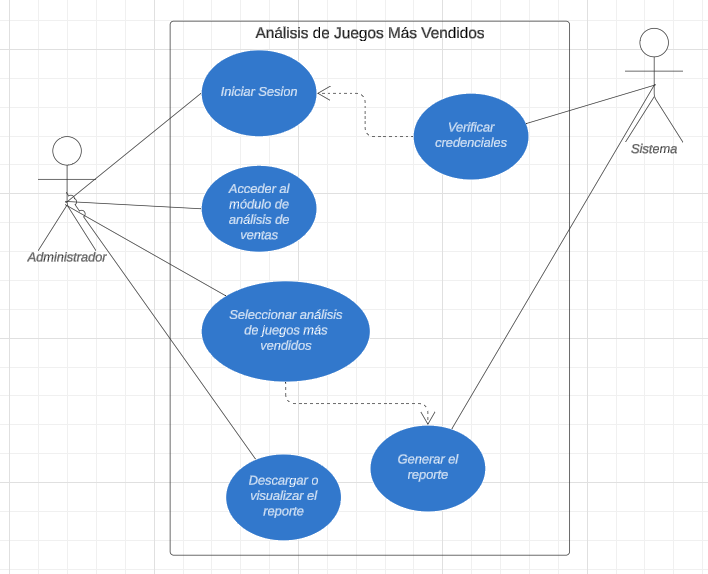 Análisis de Juegos Más Vendidos
Iniciar Sesion
Verificar
credenciales
Sistema
Acceder al
módulo de
análisis de
ventas
Administrador
Seleccionar análisis
de juegos más
vendidos
Generar el
reporte
Descargar o
visualizar el
reporte